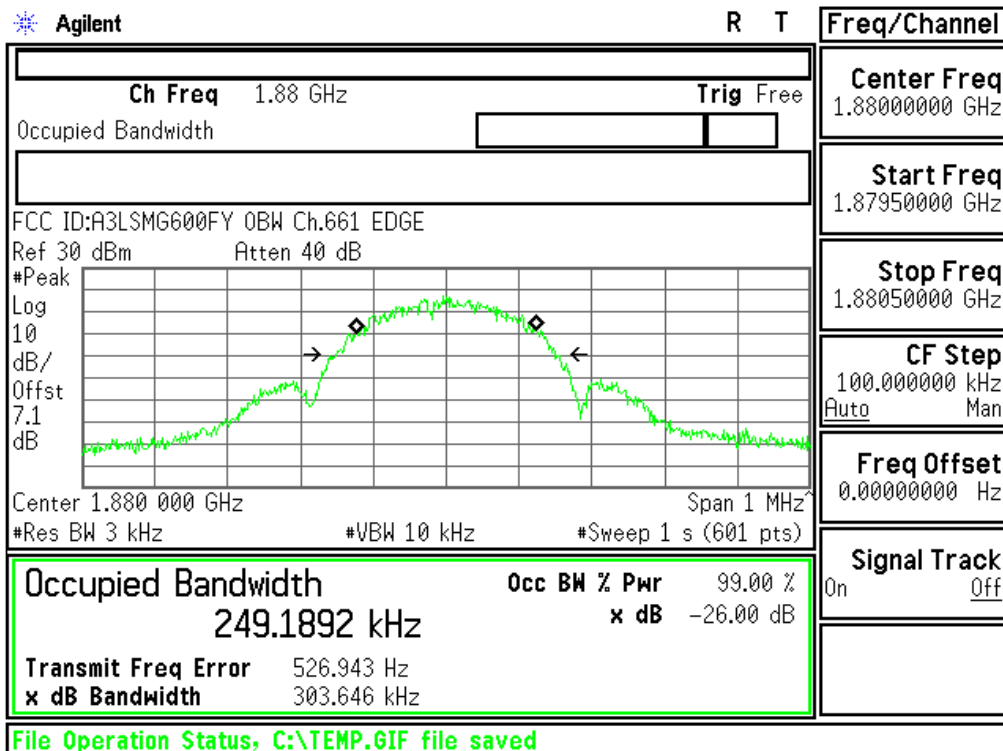 Agilent
R T
Freq/Channel
Ch Freq 1.88 GHz
Trig Free
Occupied Bandwidth
Center Freq
1.88000000 GHz
Start Freq
1.87950000 GHz
Stop Freq
1.88050000 GHz
CF Step
100.000000 kHz
Auto Man
Freq Offset
0.00000000 Hz
Signal Track
On Off
FCC ID:A3LSMG600FY OBW Ch.661 EDGE
Ref 30 dBm Atten 40 dB
#Peak
Log
10
dB/
Offst
7.1
dB
Center 1.880 000 GHz Span 1 MHz^
#Res BW 3 kHz #VBW 10 kHz #Sweep 1 s (601 pts)
Occupied Bandwidth
249.1892 kHz
Occ BW % Pwr 99.00 %
x dB -26.00 dB
Transmit Freq Error 526.943 Hz
x dB Bandwidth 303.646 kHz
File Operation Status, C:\TEMP.GIF file saved